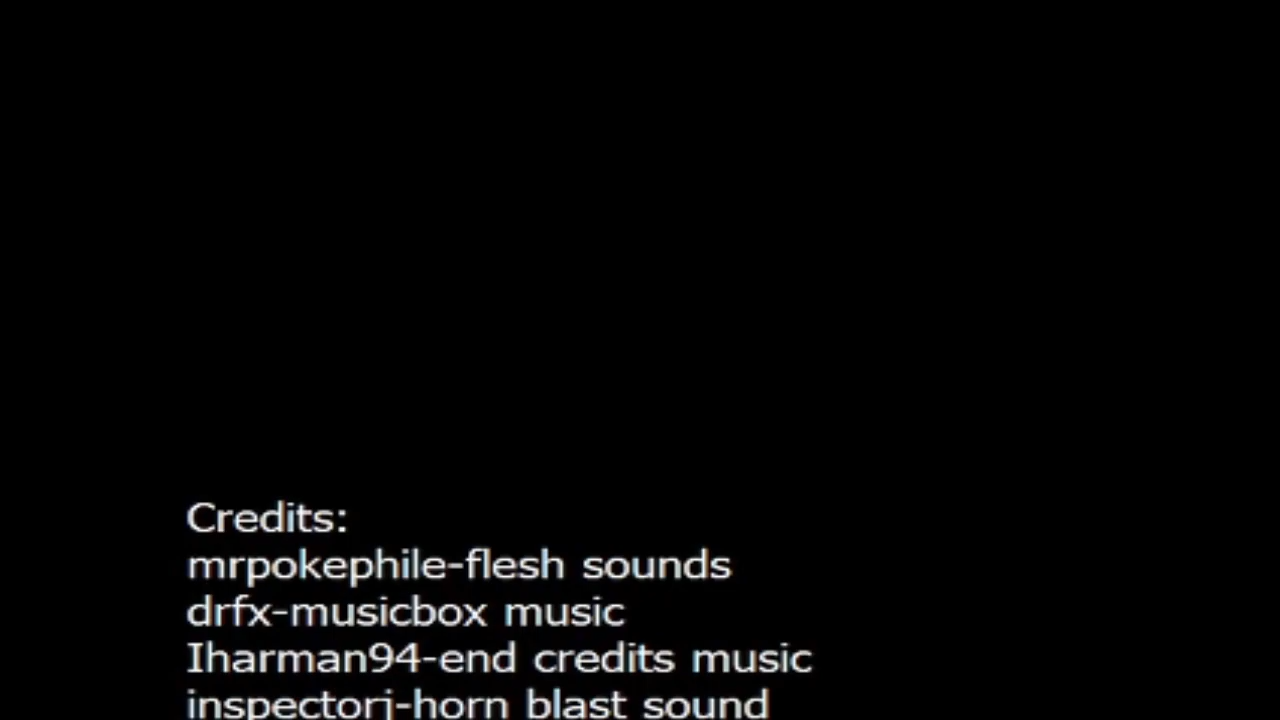 Credits:
mrpokephile-flesh sounds
drfx-musicbox music
Iharman94-end credits music
inspectorj-horn blast sound